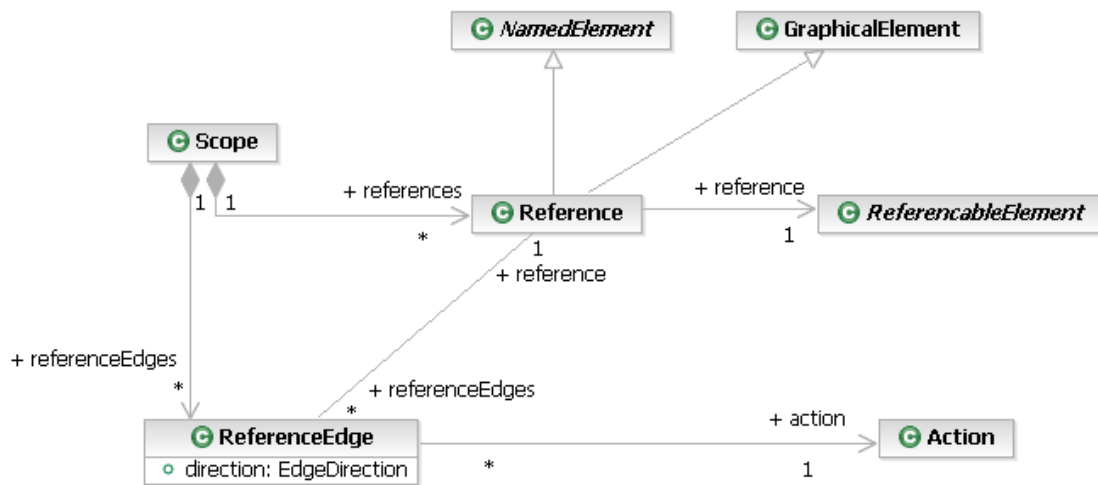 NamedElement
GraphicalElement
Scope
1
1
+ references
*
Reference
+ reference
1
ReferencableElement
1
+ reference
+ referenceEdges
*
+ referenceEdges
*
ReferenceEdge
direction: EdgeDirection
*
+ action
1
Action